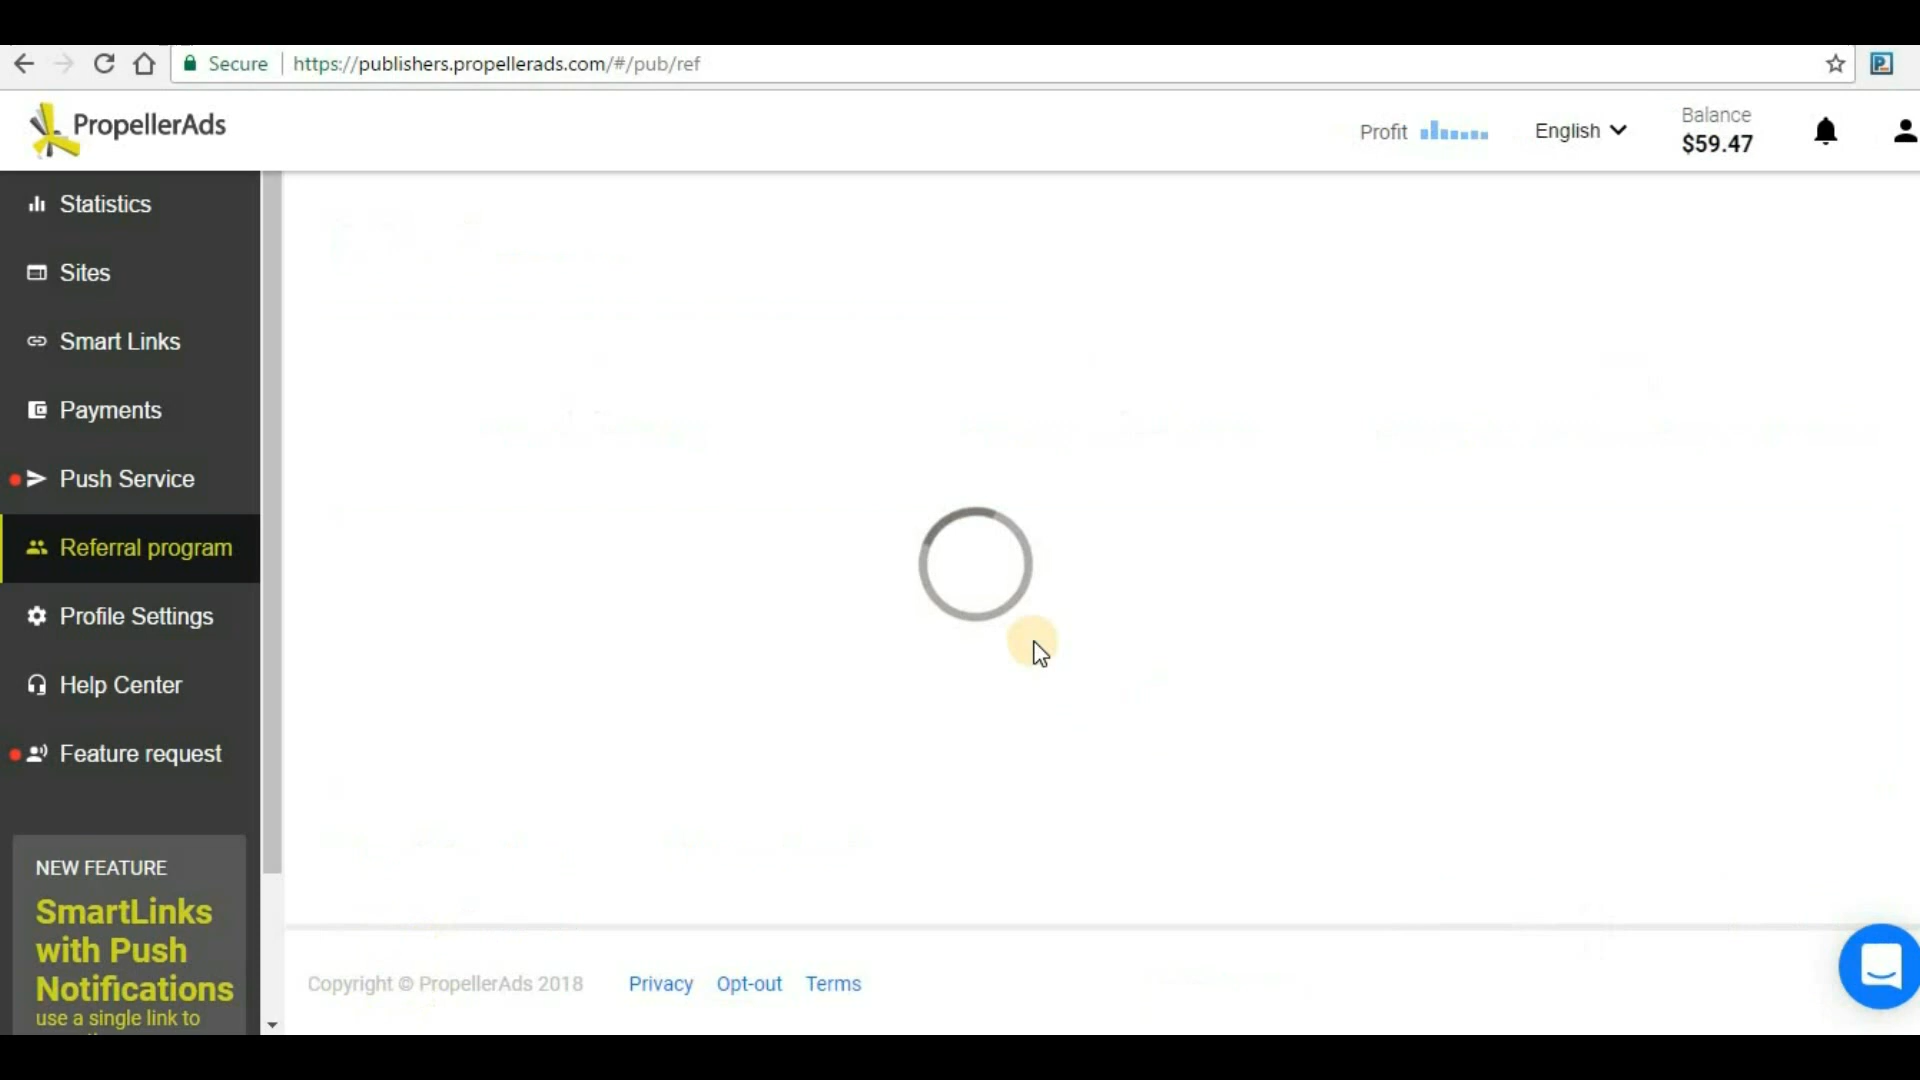 Secure https://publishers.propellerads.com/#/pub/ref
PropellerAds
Profit
English
Balance
$59.47
Statistics
Sites
Smart Links
Payments
Push Service
Referral program
Profile Settings
Help Center
Feature request
NEW FEATURE
SmartLinks
with Push
Notifications
use a single link to
Copyright © PropellerAds 2018 Privacy Opt-out Terms